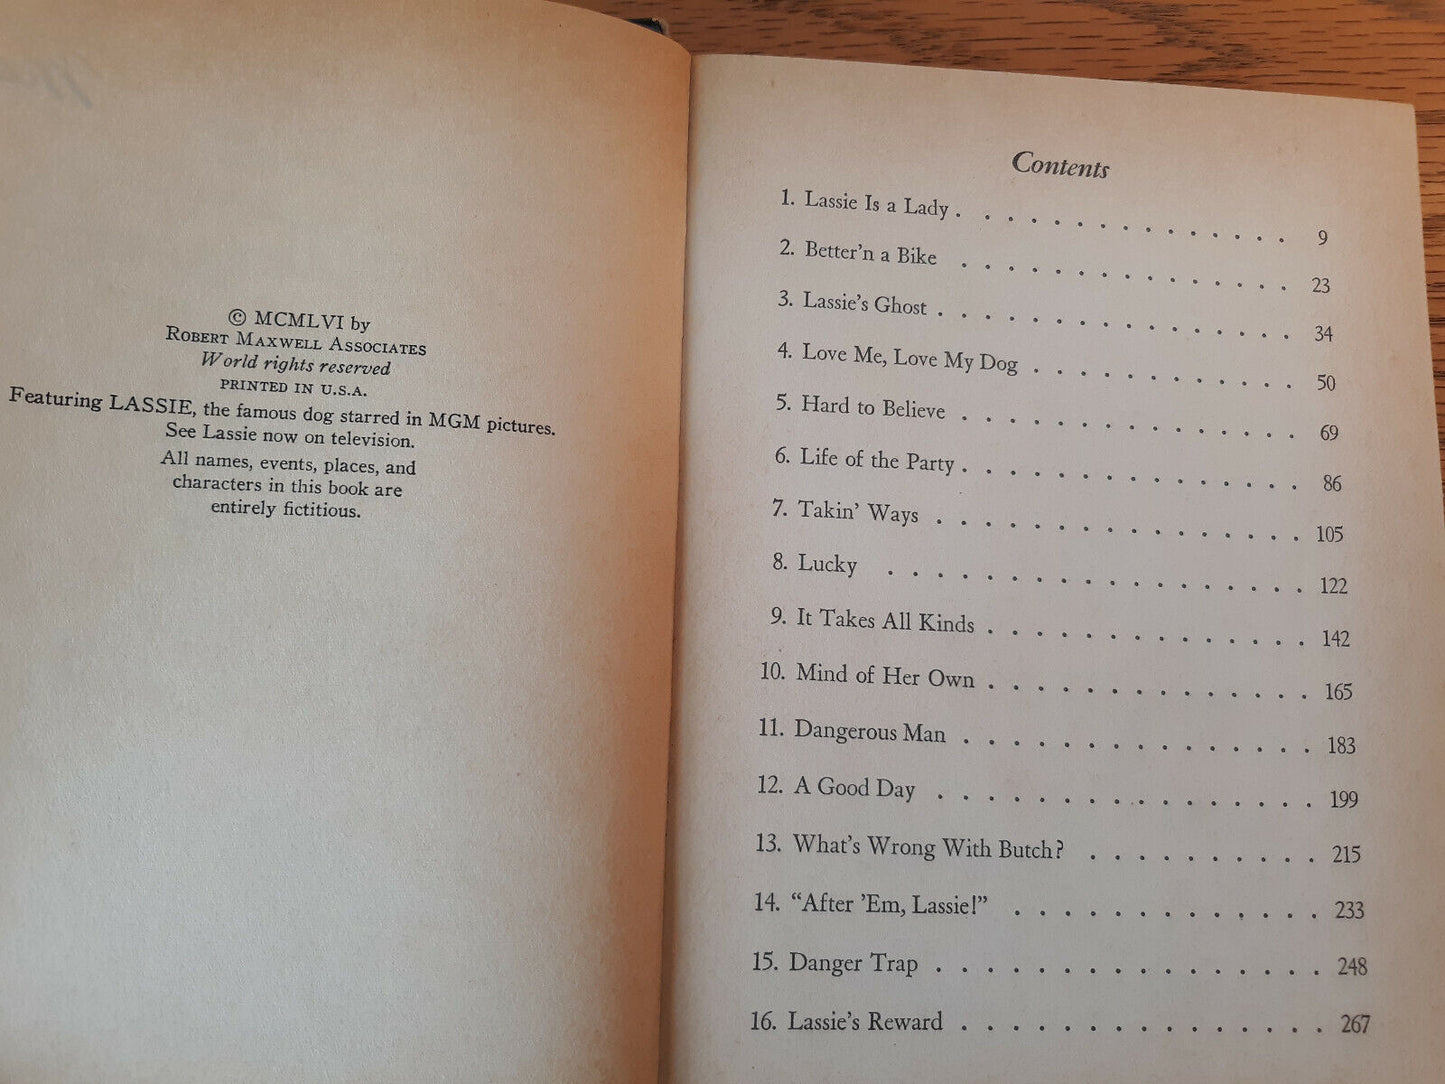 © MCMLVI by
ROBERT MAXWELL ASSOCIATES
World rights reserved
PRINTED IN U.S.A.
Featuring LASSIE, the famous dog starred in MGM pictures.
See Lassie now on television.
All names, events, places, and
characters in this book are
entirely fictitious.
Contents
1. Lassie Is a Lady . . . . . . . . . . . . . . . 9
2. Better'n a Bike . . . . . . . . . . . . . . . 23
3. Lassie's Ghost . . . . . . . . . . . . . . . . 34
4. Love Me, Love My Dog . . . . . . . . . . . . 50
5. Hard to Believe . . . . . . . . . . . . . . . 69
6. Life of the Party . . . . . . . . . . . . . . . 86
7. Takin' Ways . . . . . . . . . . . . . . . . 105
8. Lucky . . . . . . . . . . . . . . . . . . 122
9. It Takes All Kinds . . . . . . . . . . . . . . 142
10. Mind of Her Own . . . . . . . . . . . . . . 165
11. Dangerous Man . . . . . . . . . . . . . . . 183
12. A Good Day . . . . . . . . . . . . . . . . 199
13. What's Wrong With Butch? . . . . . . . . . . 215
14. “After 'Em, Lassie!” . . . . . . . . . . . . . 233
15. Danger Trap . . . . . . . . . . . . . . . . 248
16. Lassie's Reward . . . . . . . . . . . . . . . 267